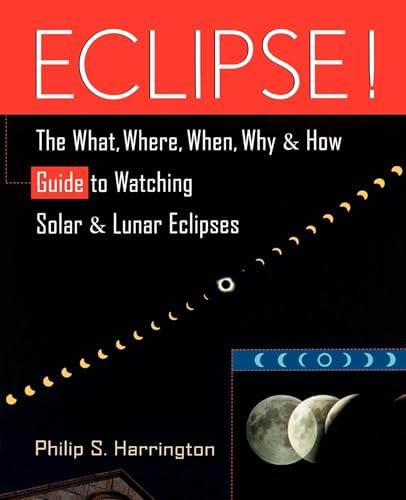 ECLIPSE!
The What, Where, When, Why & How
Guide to Watching
Solar & Lunar Eclipses
Philip S. Harrington